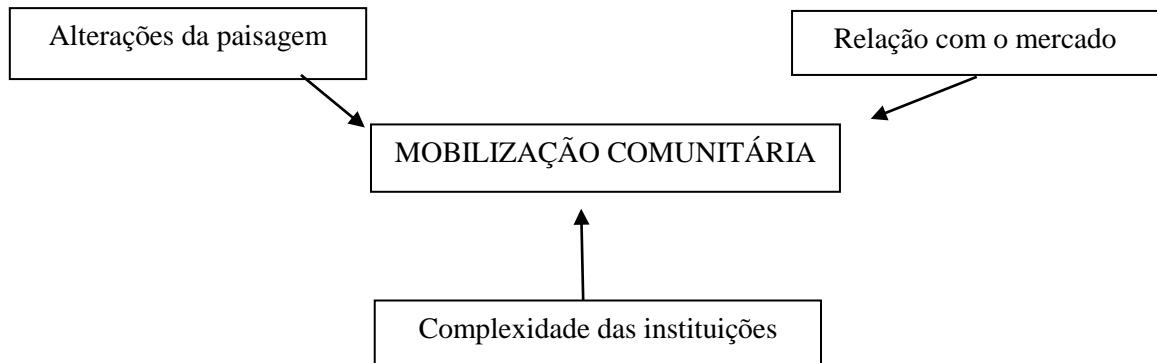 Alterações da paisagem
Relação com o mercado
MOBILIZAÇÃO COMUNITÁRIA
Complexidade das instituições